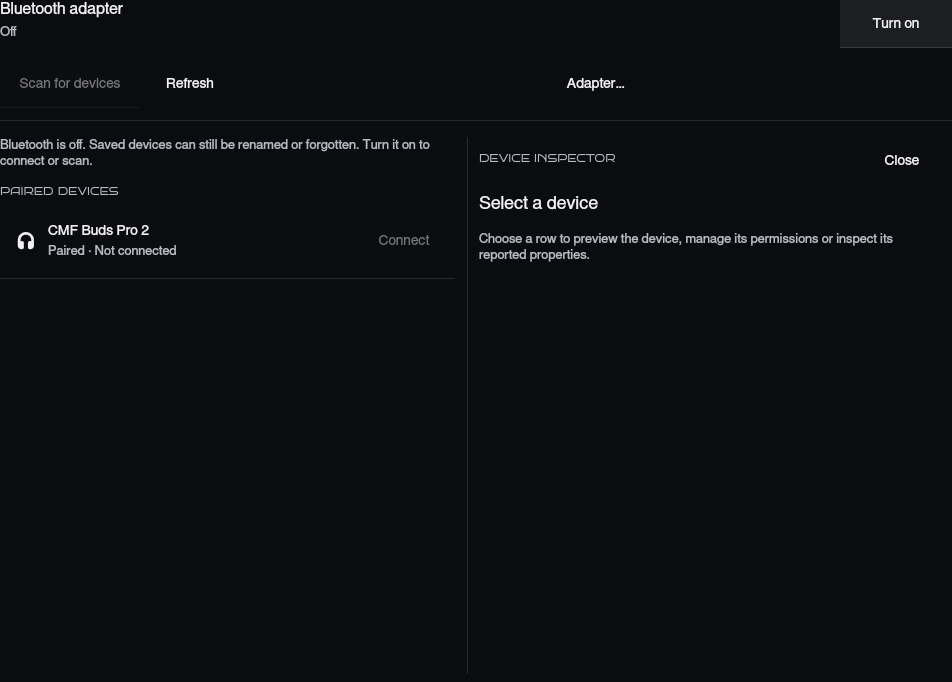 Bluetooth adapter
Off
Turn on
Scan for devices
Refresh
Adapter...
Bluetooth is off. Saved devices can still be renamed or forgotten. Turn it on to
connect or scan.
PAIRED DEVICES
CMF Buds Pro 2
Paired · Not connected
Connect
DEVICE INSPECTOR
Close
Select a device
Choose a row to preview the device, manage its permissions or inspect its
reported properties.